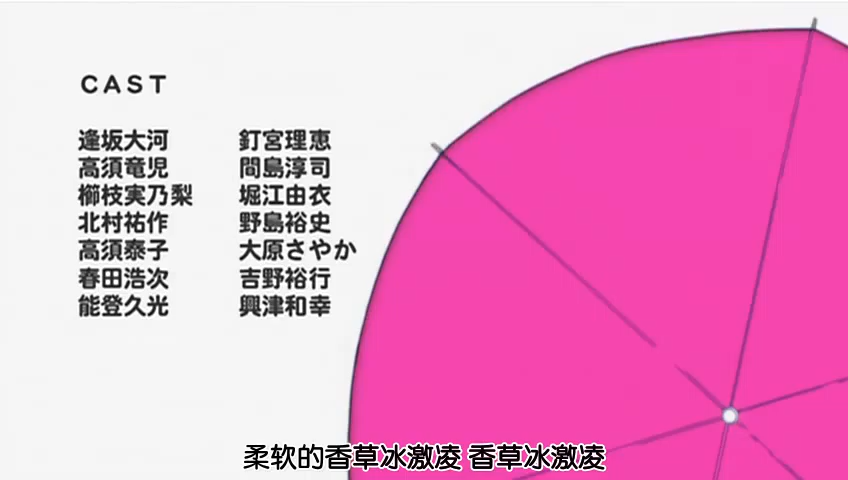 CAST
逢坂大河 釘宮理恵
高須竜児 間島淳司
櫛枝実乃梨 堀江由衣
北村祐作 野島裕史
高須泰子 大原さやか
春田浩次 吉野裕行
能登久光 興津和幸
柔软的香草冰激凌 香草冰激凌